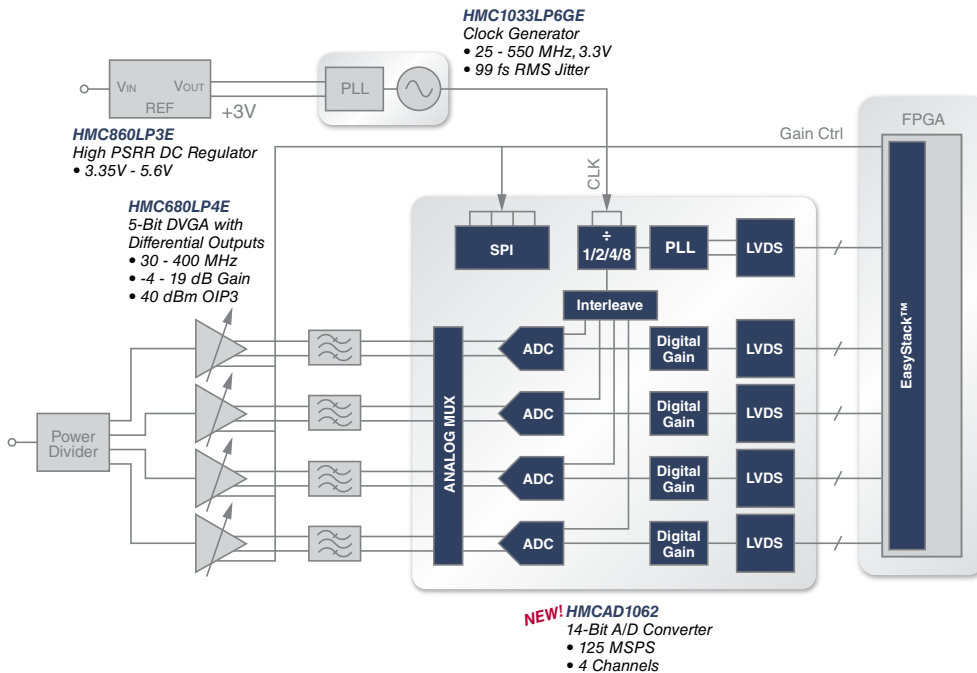 HMC1033LP6GE
Clock Generator
• 25 - 550 MHz, 3.3V
• 99 fs RMS Jitter
VIN
VOUT
REF
+3V
PLL
HMC860LP3E
High PSRR DC Regulator
• 3.35V - 5.6V
Gain Ctrl
FPGA
CLK
HMC680LP4E
5-Bit DVGA with
Differential Outputs
• 30 - 400 MHz
• -4 - 19 dB Gain
• 40 dBm OIP3
SPI
÷
1/2/4/8
PLL
LVDS
Interleave
EasyStack™
ANALOG MUX
ADC
Digital
Gain
LVDS
ADC
Digital
Gain
LVDS
Power
Divider
ADC
Digital
Gain
LVDS
ADC
Digital
Gain
LVDS
NEW! HMCAD1062
14-Bit A/D Converter
• 125 MSPS
• 4 Channels